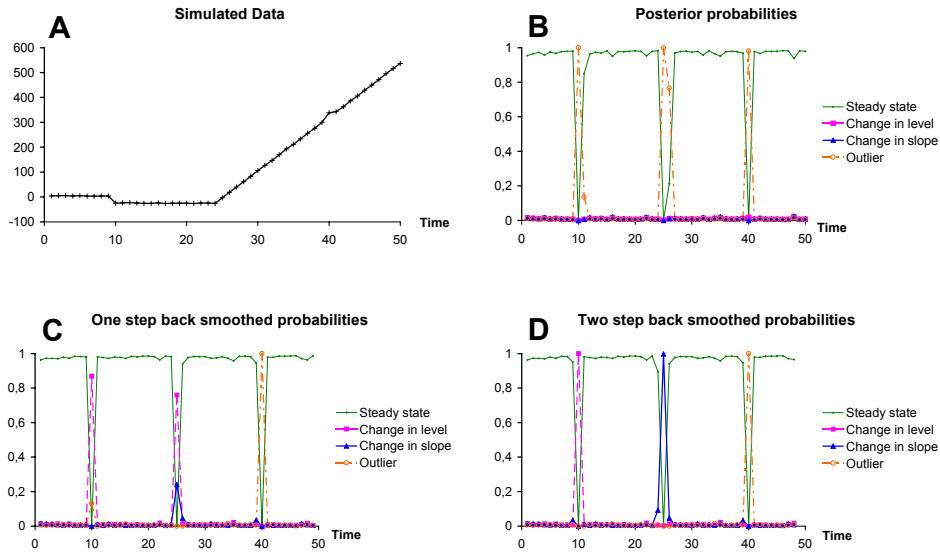 A
Simulated Data
600
500
400
300
200
100
0
-100
0 10 20 30 40 50
Time
B
Posterior probabilities
1
0,8
0,6
0,4
0,2
0
0 10 20 30 40 50
Time
Steady state
Change in level
Change in slope
Outlier
C
One step back smoothed probabilities
1
0,8
0,6
0,4
0,2
0
0 10 20 30 40 50
Time
Steady state
Change in level
Change in slope
Outlier
D
Two step back smoothed probabilities
1
0,8
0,6
0,4
0,2
0
0 10 20 30 40 50
Time
Steady state
Change in level
Change in slope
Outlier